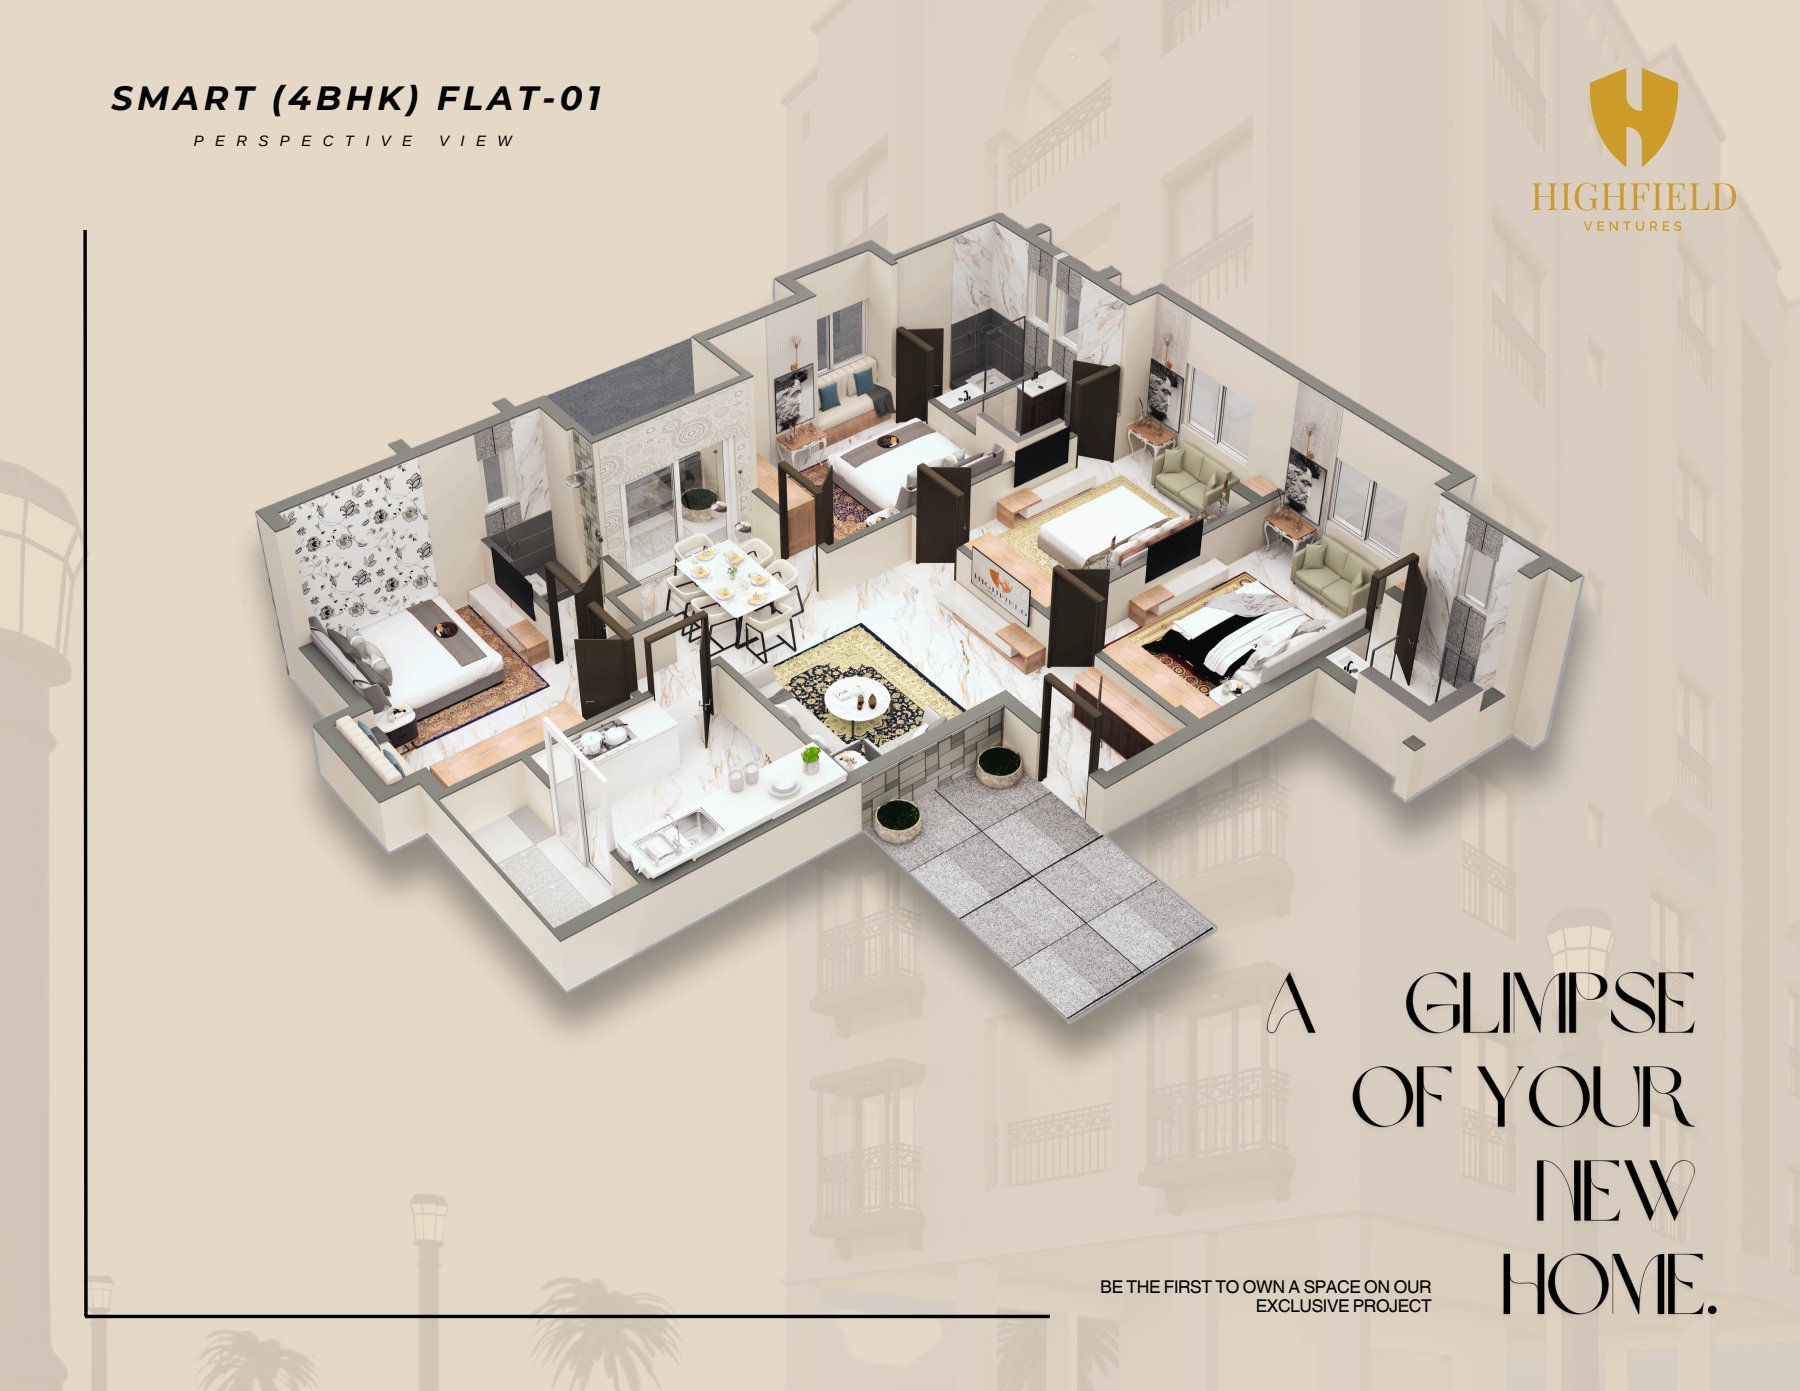 SMART (4BHK) FLAT-01
PERSPECTIVE VIEW
HIGHFIELD
VENTURES
HIGHFIELD
A GLIMPSE
OF YOUR
NEW
HOME.
BE THE FIRST TO OWN A SPACE ON OUR
EXCLUSIVE PROJECT